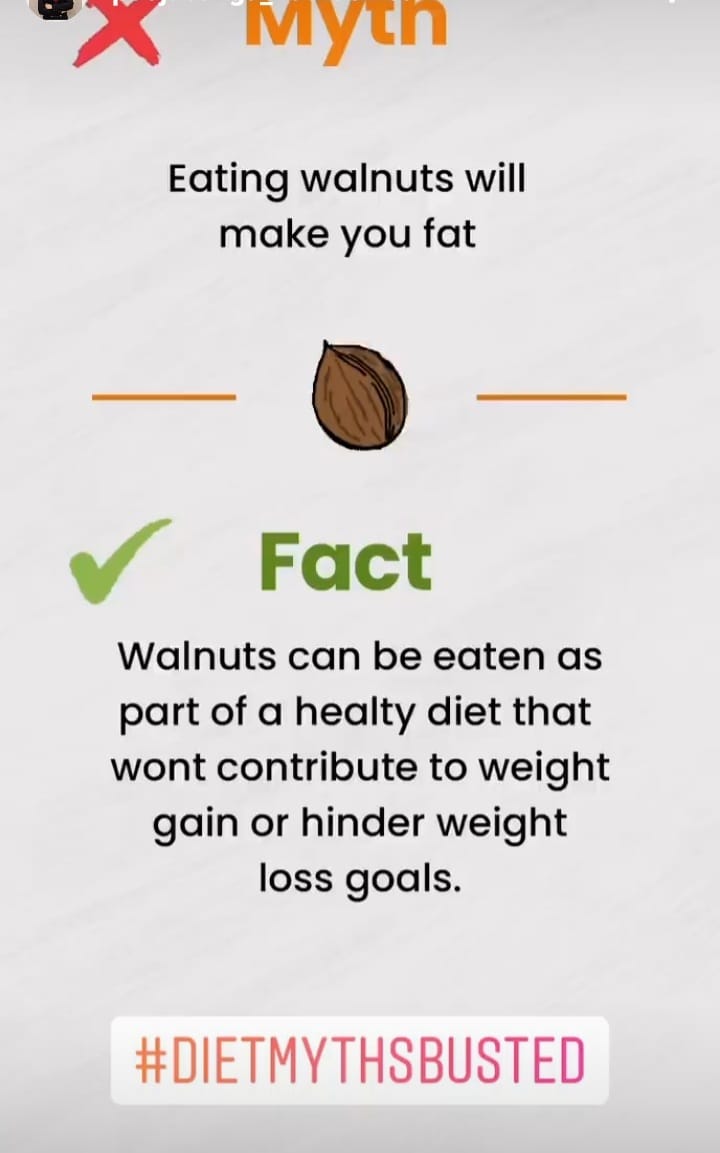 Myth
Eating walnuts will
make you fat
Fact
Walnuts can be eaten as
part of a healty diet that
wont contribute to weight
gain or hinder weight
loss goals.
#DIETMYTHSBUSTED